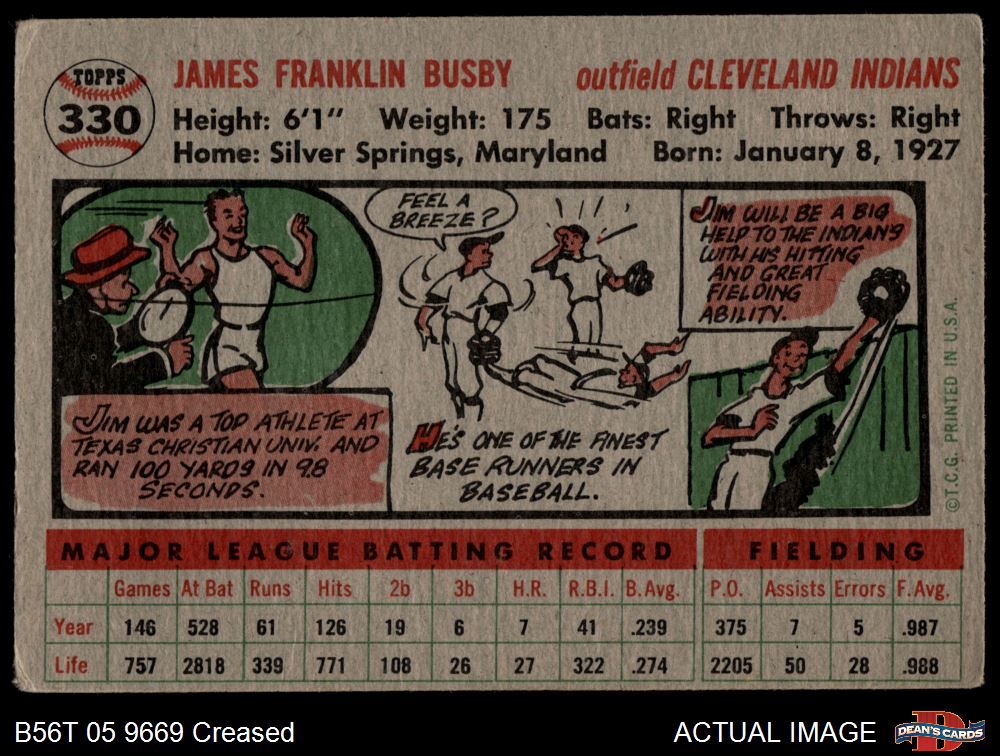 TOPPS
330
JAMES FRANKLIN BUSBY outfield CLEVELAND INDIANS
Height: 6'1" Weight: 175 Bats: Right Throws: Right
Home: Silver Springs, Maryland Born: January 8, 1927
JIM WAS A TOP ATHLETE AT
TEXAS CHRISTIAN UNIV. AND
RAN 100 YARDS IN 9.8
SECONDS.
FEEL A
BREEZE?
HE'S ONE OF THE FINEST
BASE RUNNERS IN
BASEBALL.
JIM WILL BE A BIG
HELP TO THE INDIANS
WITH HIS HITTING
AND GREAT
FIELDING
ABILITY.
©T.C.G. PRINTED IN U.S.A.
MAJOR LEAGUE BATTING RECORD FIELDING
Games At Bat Runs Hits 2b 3b H.R. R.B.I. B.Avg. P.O. Assists Errors F.Avg.
Year 146 528 61 126 19 6 7 41 .239 375 7 5 .987
Life 757 2818 339 771 108 26 27 322 .274 2205 50 28 .988
B56T 05 9669 Creased ACTUAL IMAGE
DEAN'S CARDS